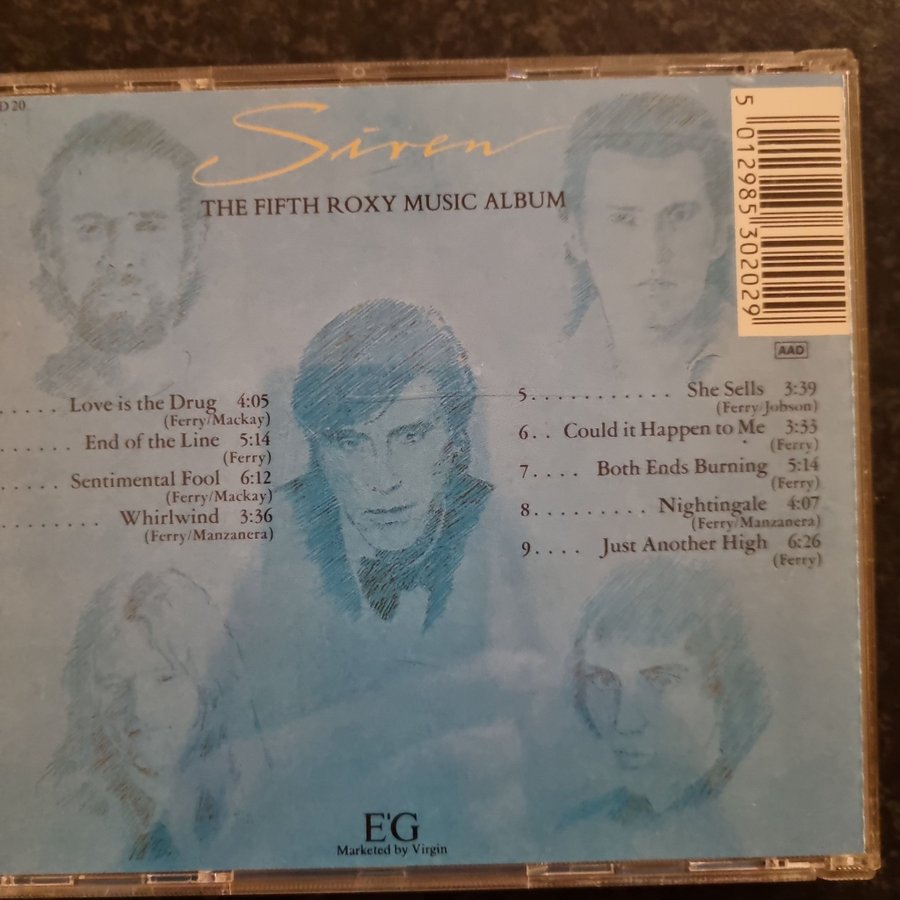 D 20
Siren
THE FIFTH ROXY MUSIC ALBUM
5 012985 302029
AAD
..... Love is the Drug 4:05
(Ferry/Mackay)
...... End of the Line 5:14
(Ferry)
..... Sentimental Fool 6:12
(Ferry/Mackay)
........ Whirlwind 3:36
(Ferry/Manzanera)
5........... She Sells 3:39
(Ferry/Jobson)
6.. Could it Happen to Me 3:33
(Ferry)
7.... Both Ends Burning 5:14
(Ferry)
8......... Nightingale 4:07
(Ferry/Manzanera)
9.... Just Another High 6:26
(Ferry)
E'G
Marketed by Virgin